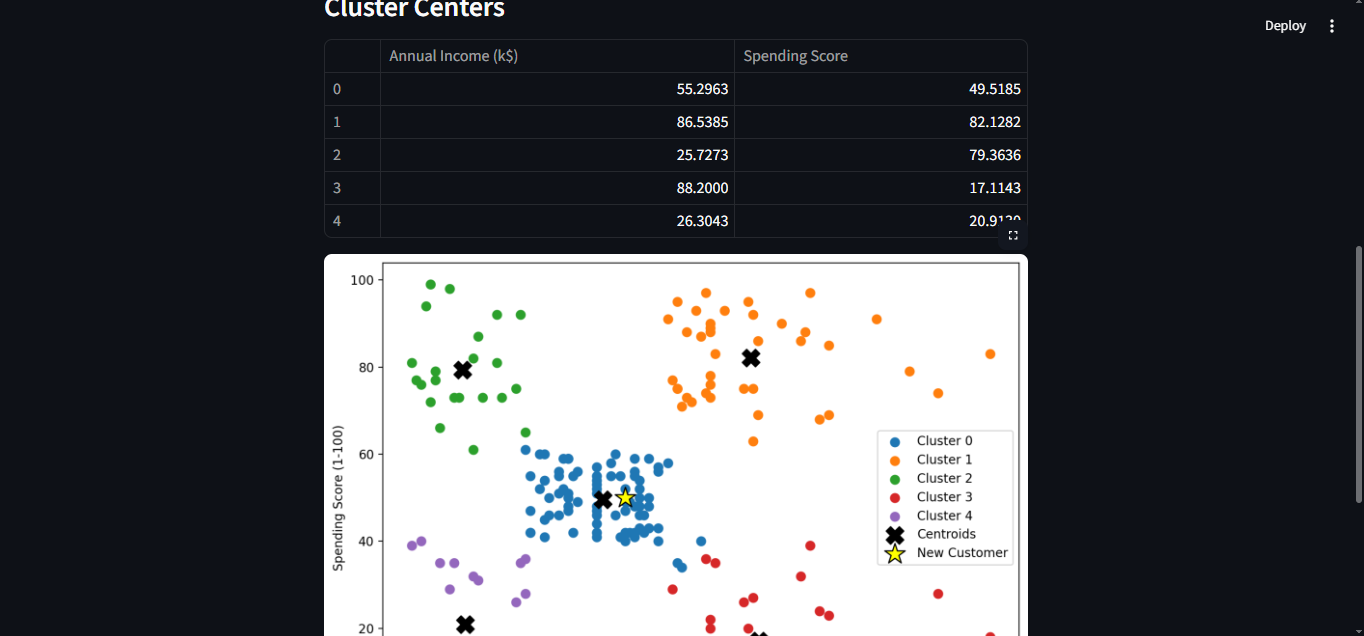 Cluster Centers
Deploy
Annual Income (k$) Spending Score
0 55.2963 49.5185
1 86.5385 82.1282
2 25.7273 79.3636
3 88.2000 17.1143
4 26.3043
100
80
60
40
20
Spending Score (1-100)
Cluster 0
Cluster 1
Cluster 2
Cluster 3
Cluster 4
Centroids
New Customer